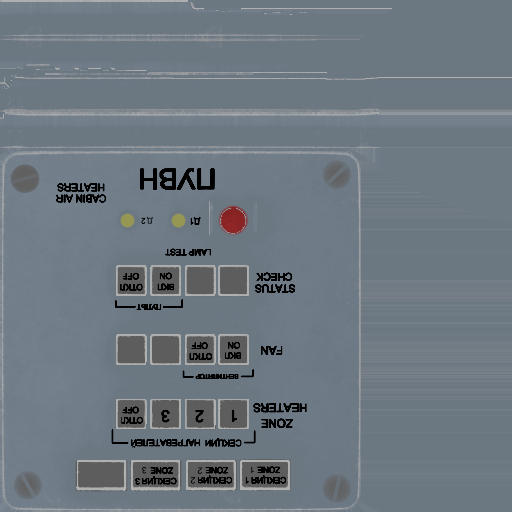 СЕКЦИЯ 1
ZONE 1
СЕКЦИЯ 2
ZONE 2
СЕКЦИЯ 3
ZONE 3
СЕКЦИИ НАГРЕВАТЕЛЕЙ
ZONE
HEATERS
1
2
3
ОТКЛ
OFF
ВЕНТИЛЯТОР
FAN
ВКЛ
ON
ОТКЛ
OFF
ПУЛЬТ
STATUS
CHECK
ВКЛ
ON
ОТКЛ
OFF
LAMP TEST
Д1
Д2
ПУВН
CABIN AIR
HEATERS